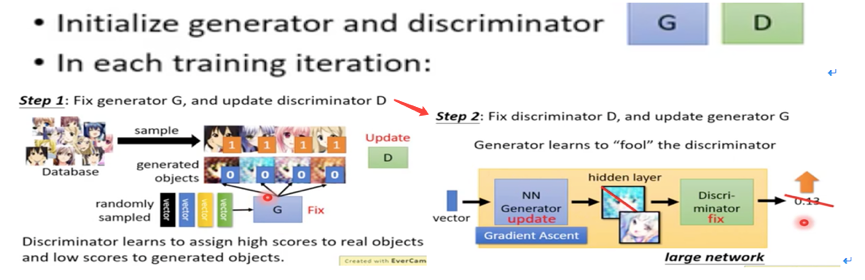 • Initialize generator and discriminator G D
• In each training iteration:
Step 1: Fix generator G, and update discriminator D
sample
1 1 1 1
Update
D
Database
generated
objects
0 0 0 0
randomly
sampled
vector vector vector vector
G
Fix
Discriminator learns to assign high scores to real objects
and low scores to generated objects.
Created with EverCam
Step 2: Fix discriminator D, and update generator G
Generator learns to "fool" the discriminator
hidden layer
NN
Generator
update
Discri-
minator
fix
0.13
vector
Gradient Ascent
large network